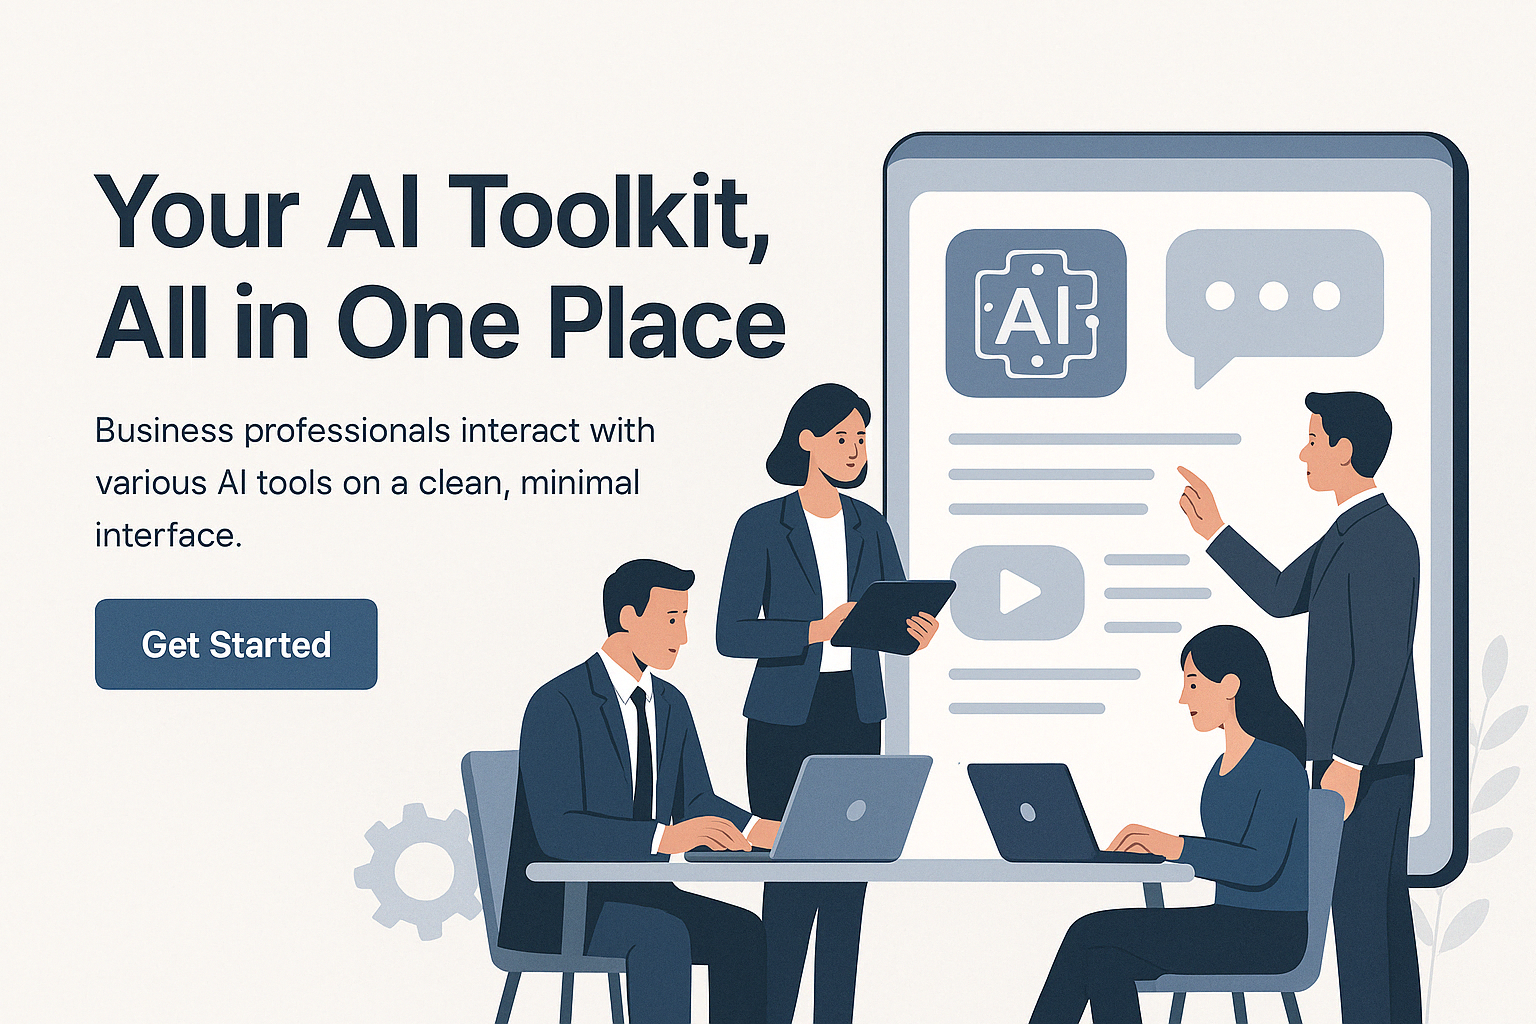 Your AI Toolkit,
All in One Place
Business professionals interact with
various AI tools on a clean, minimal
interface.
Get Started
AI